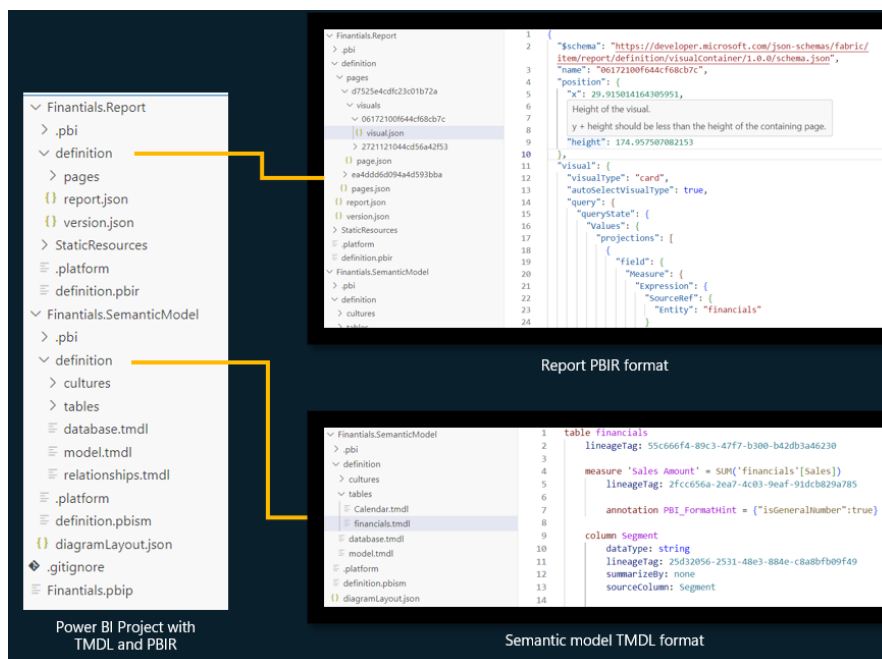 Finantials.Report
.pbi
definition
pages
{} report.json
{} version.json
StaticResources
.platform
definition.pbir
Finantials.SemanticModel
.pbi
definition
cultures
tables
database.tmdl
model.tmdl
relationships.tmdl
.platform
definition.pbism
{} diagramLayout.json
.gitignore
Finantials.pbip
Power BI Project with
TMDL and PBIR
Finantials.Report
.pbi
definition
pages
d7525e4cdfc23c01b72a
visuals
06172100f644cf68cb7c
{} visual.json
2721121044cd56a42f53
{} page.json
ea4ddd6d094a4d593bba
{} pages.json
{} report.json
{} version.json
StaticResources
.platform
definition.pbir
Finantials.SemanticModel
.pbi
definition
cultures
tables
1 {
2 "$schema": "https://developer.microsoft.com/json-schemas/fabric/
item/report/definition/visualContainer/1.0.0/schema.json",
3 "name": "06172100f644cf68cb7c",
4 "position": {
5 "x": 29.915014164305951,
6 Height of the visual.
7
8 y + height should be less than the height of the containing page.
9 "height": 174.957507082153
10 },
11 "visual": {
12 "visualType": "card",
13 "autoSelectVisualType": true,
14 "query": {
15 "queryState": {
16 "Values": {
17 "projections": [
18 {
19 "field": {
20 "Measure": {
21 "Expression": {
22 "SourceRef": {
23 "Entity": "financials"
24 }
Report PBIR format
Finantials.SemanticModel
.pbi
definition
cultures
tables
Calendar.tmdl
financials.tmdl
database.tmdl
model.tmdl
.platform
definition.pbism
{} diagramLayout.json
1 table financials
2 lineageTag: 55c666f4-89c3-47f7-b300-b42db3a46230
3
4 measure 'Sales Amount' = SUM('financials'[Sales])
5 lineageTag: 2fcc656a-2ea7-4c03-9eaf-91dcb829a785
6
7 annotation PBI_FormatHint = {"isGeneralNumber":true}
8
9 column Segment
10 dataType: string
11 lineageTag: 25d32056-2531-48e3-884e-c8a8bfb09f49
12 summarizeBy: none
13 sourceColumn: Segment
14
Semantic model TMDL format